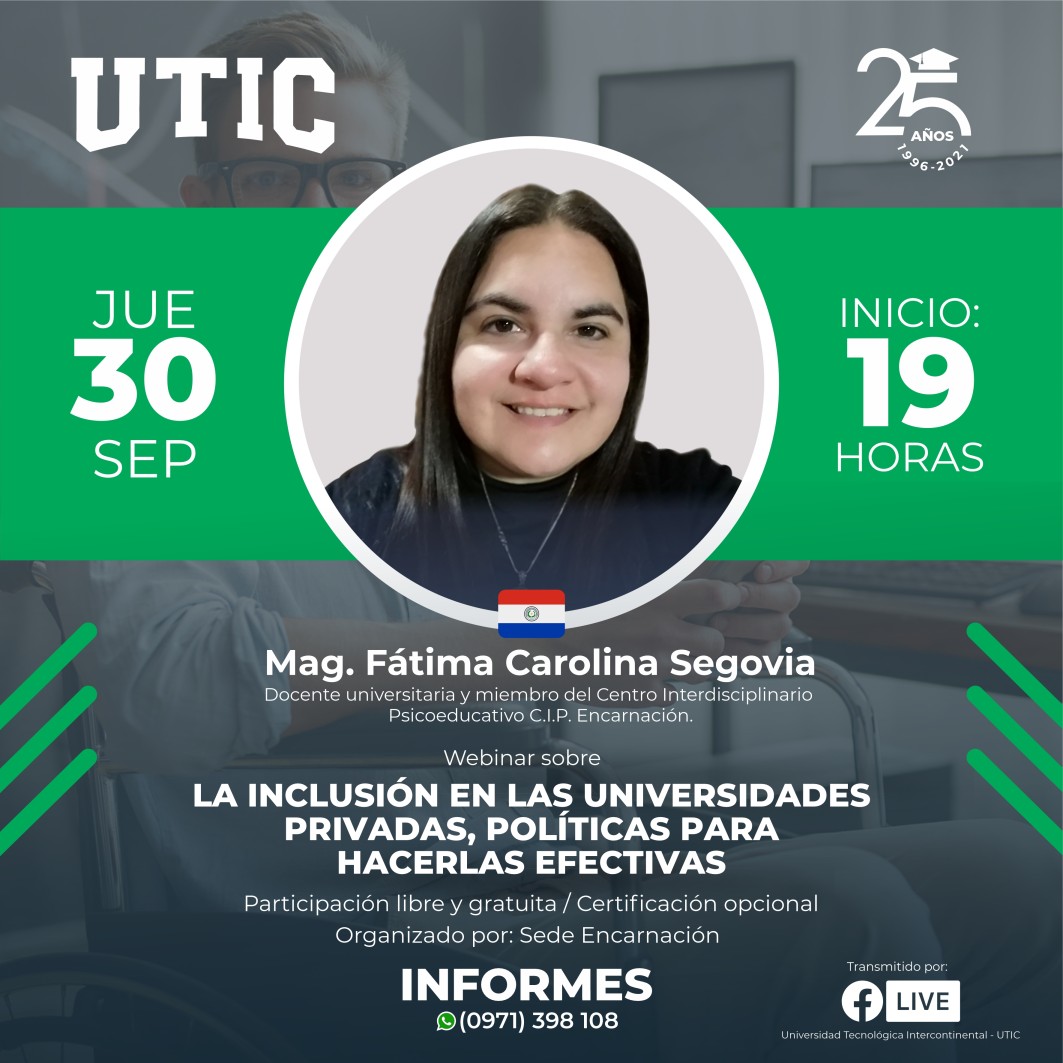 UTIC
25
AÑOS
1996-2021
JUE
30
SEP
INICIO:
19
HORAS
Mag. Fátima Carolina Segovia
Docente universitaria y miembro del Centro Interdisciplinario
Psicoeducativo C.I.P. Encarnación.
Webinar sobre
LA INCLUSIÓN EN LAS UNIVERSIDADES
PRIVADAS, POLÍTICAS PARA
HACERLAS EFECTIVAS
Participación libre y gratuita / Certificación opcional
Organizado por: Sede Encarnación
INFORMES
(0971) 398 108
Transmitido por:
LIVE
Universidad Tecnológica Intercontinental - UTIC